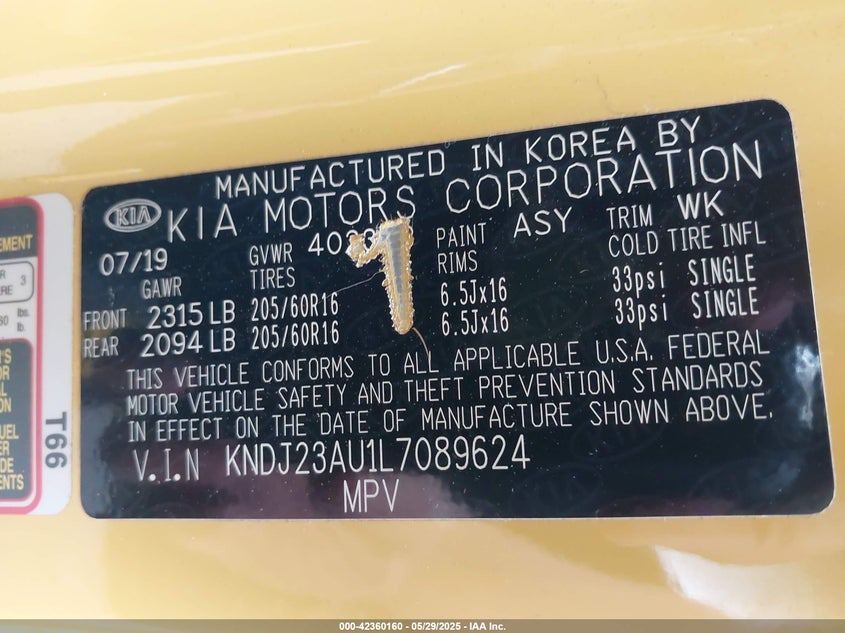 MANUFACTURED IN KOREA BY
KIA
KIA MOTORS CORPORATION
07/19 GVWR PAINT ASY TRIM WK
GAWR TIRES RIMS COLD TIRE INFL
FRONT 2315 LB 205/60R16 6.5Jx16 33psi SINGLE
REAR 2094 LB 205/60R16 6.5Jx16 33psi SINGLE
THIS VEHICLE CONFORMS TO ALL APPLICABLE U.S.A. FEDERAL
MOTOR VEHICLE SAFETY AND THEFT PREVENTION STANDARDS
IN EFFECT ON THE DATE OF MANUFACTURE SHOWN ABOVE.
V.I.N KNDJ23AU1L7089624
MPV
T66
000-42360160 - 05/29/2025 - IAA Inc.